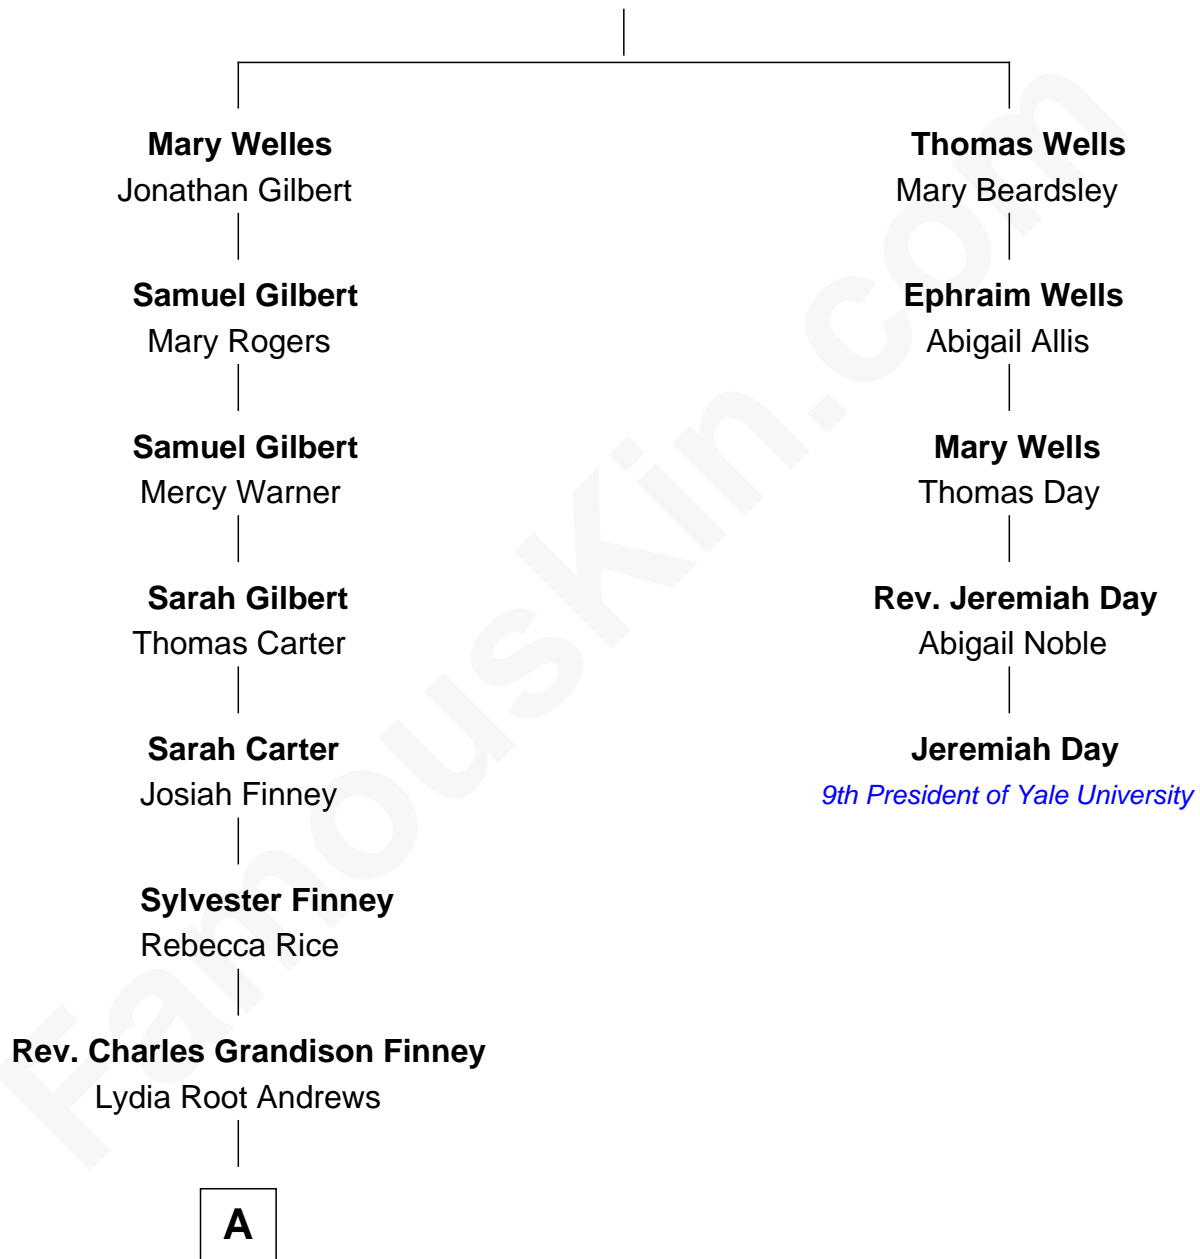 Mary Welles
Jonathan Gilbert
Samuel Gilbert
Mary Rogers
Samuel Gilbert
Mercy Warner
Sarah Gilbert
Thomas Carter
Sarah Carter
Josiah Finney
Sylvester Finney
Rebecca Rice
Rev. Charles Grandison Finney
Lydia Root Andrews
A
Thomas Wells
Mary Beardsley
Ephraim Wells
Abigail Allis
Mary Wells
Thomas Day
Rev. Jeremiah Day
Abigail Noble
Jeremiah Day
9th President of Yale University
FamousKin.com